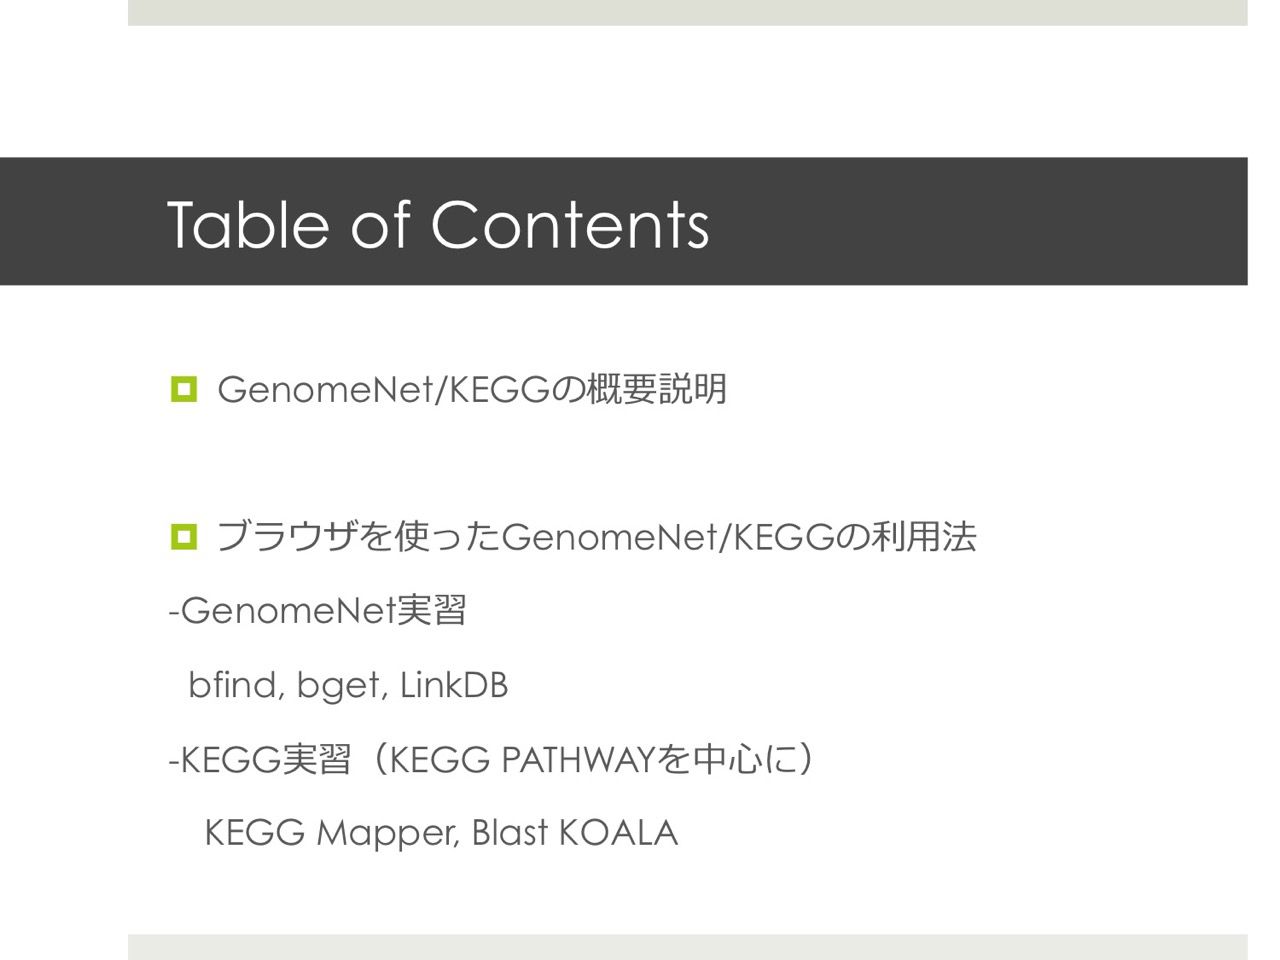 Table of Contents
GenomeNet/KEGGの概要説明
ブラウザを使ったGenomeNet/KEGGの利用法
-GenomeNet実習
bfind, bget, LinkDB
-KEGG実習（KEGG PATHWAYを中心に）
KEGG Mapper, Blast KOALA